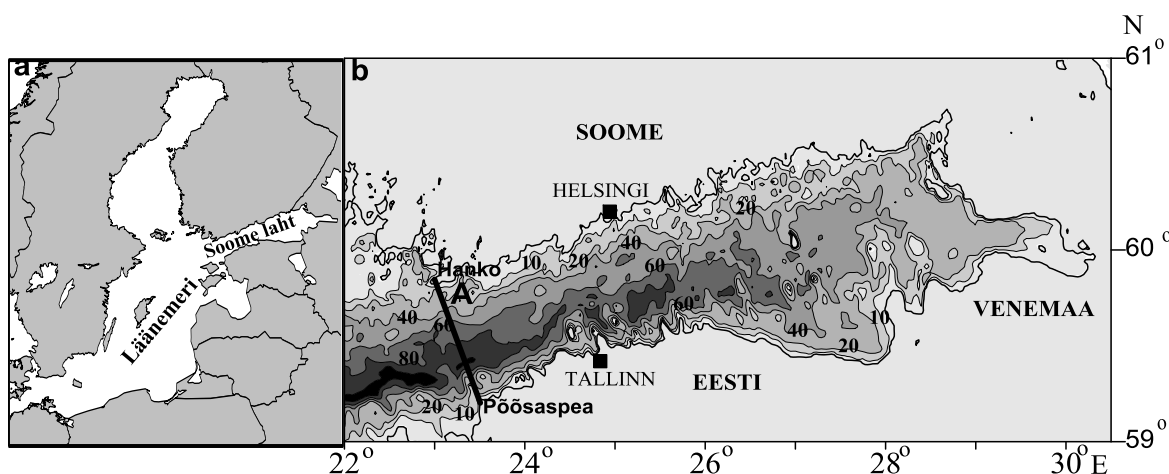 a
Soome laht
Läänemeri
b
N
61°
SOOME
HELSINGI
20
40
10
20
60
60°
Hanko
A
40
60
60
VENEMAA
10
40
20
80
TALLINN
EESTI
20
10
Põõsaspea
59°
22°
24°
26°
28°
30° E